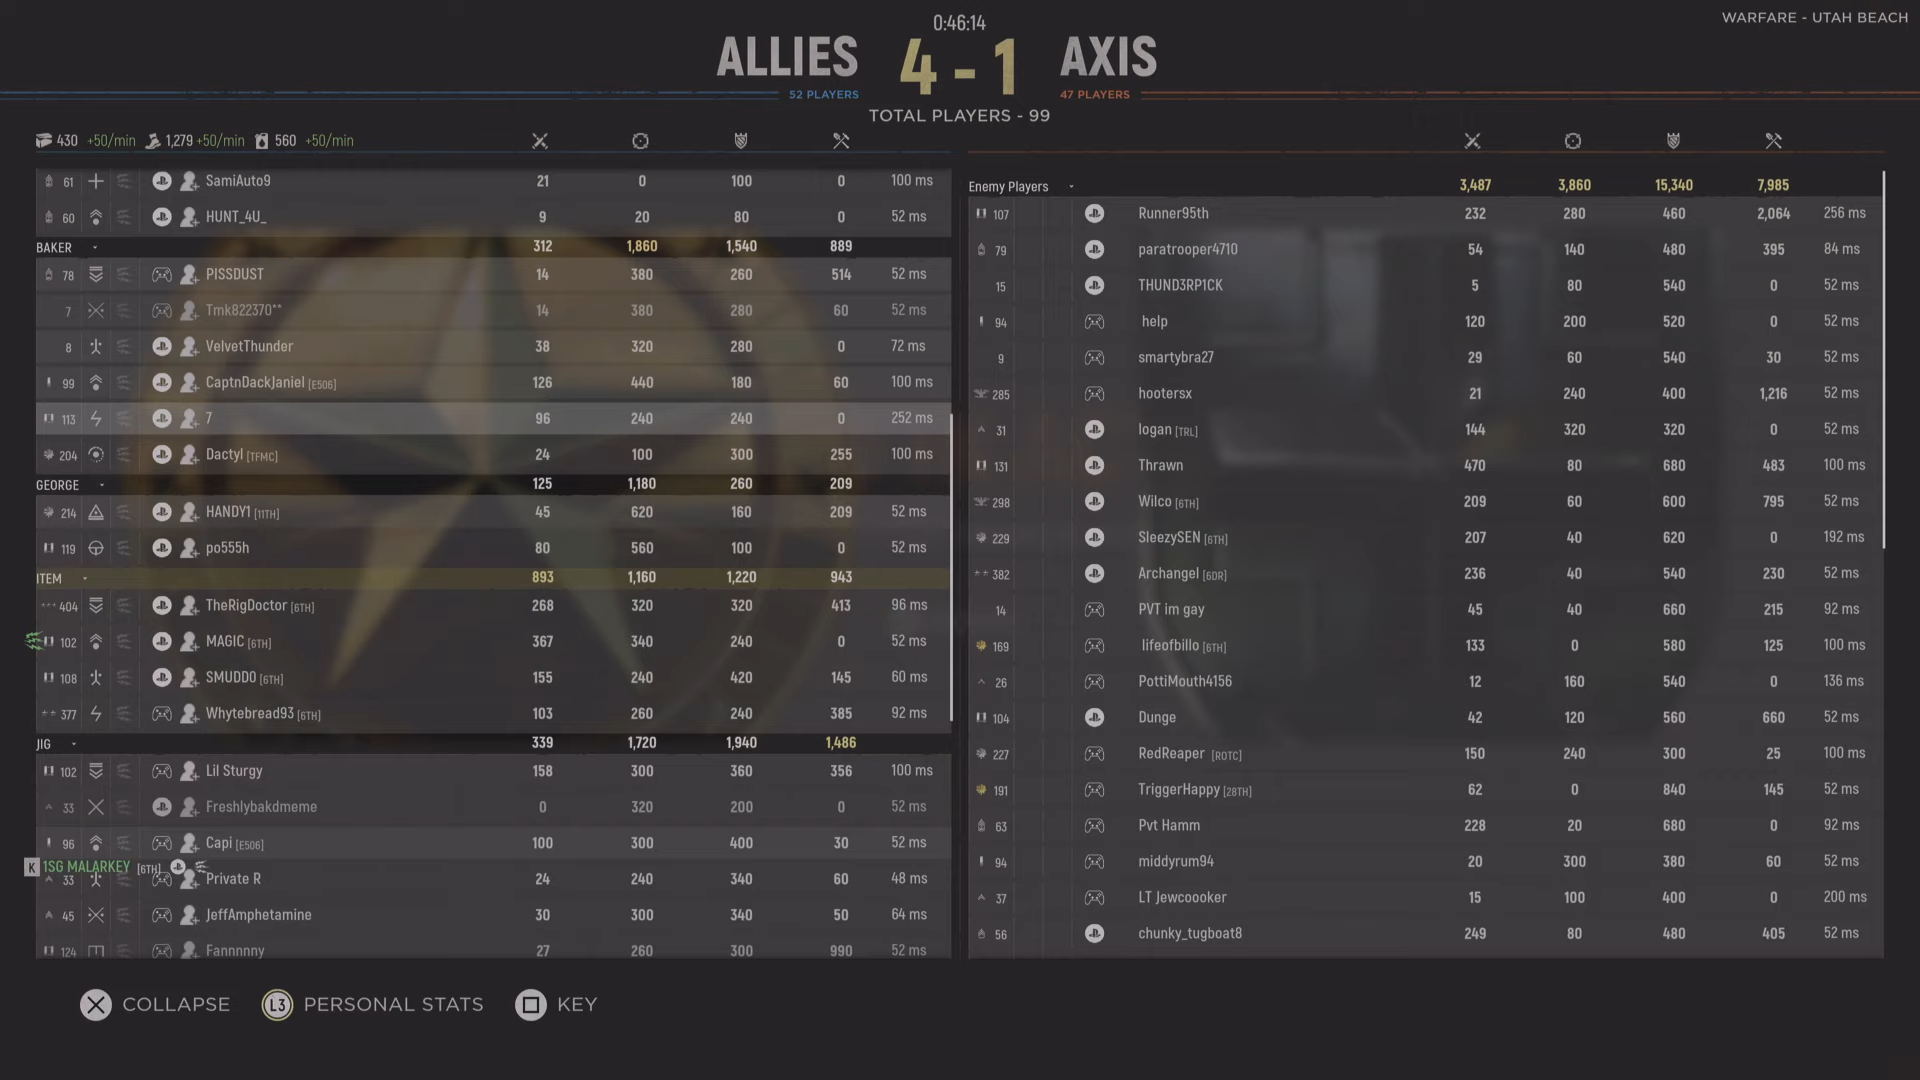 0:46:14
WARFARE - UTAH BEACH
ALLIES 4 - 1 AXIS
52 PLAYERS 47 PLAYERS
TOTAL PLAYERS - 99
430 +50/min 1,279 +50/min 560 +50/min
61 SamiAuto9 21 0 100 0 100 ms
60 HUNT_4U_ 9 20 80 0 52 ms
BAKER 312 1,860 1,540 889
78 PISSDUST 14 380 260 514 52 ms
7 Tmk822370** 14 380 280 60 52 ms
8 VelvetThunder 38 320 280 0 72 ms
99 CaptnDackJaniel [E506] 126 440 180 60 100 ms
113 7 96 240 240 0 252 ms
204 Dactyl [TFMC] 24 100 300 255 100 ms
GEORGE 125 1,180 260 209
214 HANDY1 [11TH] 45 620 160 209 52 ms
119 po555h 80 560 100 0 52 ms
ITEM 893 1,160 1,220 943
404 TheRigDoctor [6TH] 268 320 320 413 96 ms
102 MAGIC [6TH] 367 340 240 0 52 ms
108 SMUDDO [6TH] 155 240 420 145 60 ms
377 Whytebread93 [6TH] 103 260 240 385 92 ms
JIG 339 1,720 1,940 1,486
102 Lil Sturgy 158 300 360 356 100 ms
33 Freshlybakdmeme 0 320 200 0 52 ms
96 Capi [E506] 100 300 400 30 52 ms
K 1SG MALARKEY [6TH]
33 Private R 24 240 340 60 48 ms
45 JeffAmphetamine 30 300 340 50 64 ms
124 Fannnnny 27 260 300 990 52 ms
Enemy Players 3,487 3,860 15,340 7,985
107 Runner95th 232 280 460 2,064 256 ms
79 paratrooper4710 54 140 480 395 84 ms
15 THUND3RP1CK 5 80 540 0 52 ms
94 help 120 200 520 0 52 ms
9 smartybra27 29 60 540 30 52 ms
285 hootersx 21 240 400 1,216 52 ms
31 logan [TRL] 144 320 320 0 52 ms
131 Thrawn 470 80 680 483 100 ms
298 Wilco [6TH] 209 60 600 795 52 ms
229 SleezySEN [6TH] 207 40 620 0 192 ms
382 Archangel [6DR] 236 40 540 230 52 ms
14 PVT im gay 45 40 660 215 92 ms
169 lifeofbillo [6TH] 133 0 580 125 100 ms
26 PottiMouth4156 12 160 540 0 136 ms
104 Dunge 42 120 560 660 52 ms
227 RedReaper [ROTC] 150 240 300 25 100 ms
191 TriggerHappy [28TH] 62 0 840 145 52 ms
63 Pvt Hamm 228 20 680 0 92 ms
94 middyrum94 20 300 380 60 52 ms
37 LT Jewcoooker 15 100 400 0 200 ms
56 chunky_tugboat8 249 80 480 405 52 ms
COLLAPSE L3 PERSONAL STATS KEY